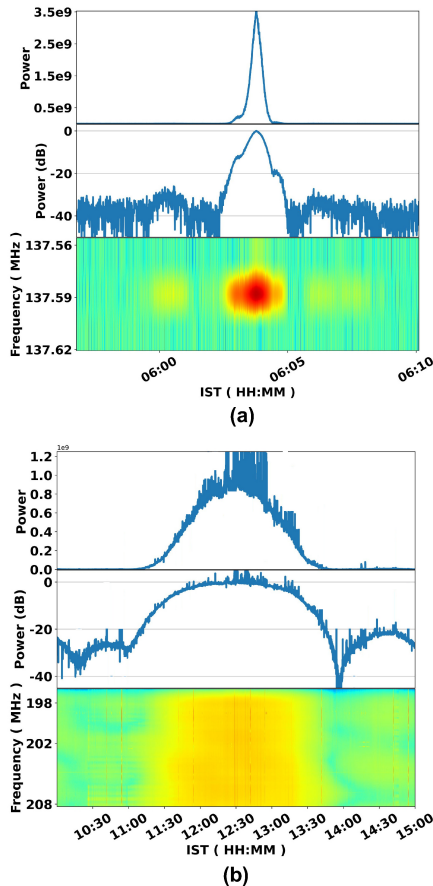 3.5e9
2.5e9
1.5e9
0.5e9
Power
0
-20
-40
Power (dB)
137.56
137.59
137.62
Frequency ( MHz )
06:00
06:05
06:10
IST ( HH:MM )
(a)
1e9
1.2
1.0
0.8
0.6
0.4
0.2
0.0
Power
0
-20
-40
Power (dB)
198
202
208
Frequency ( MHz )
10:30
11:00
11:30
12:00
12:30
13:00
13:30
14:00
14:30
15:00
IST ( HH:MM )
(b)